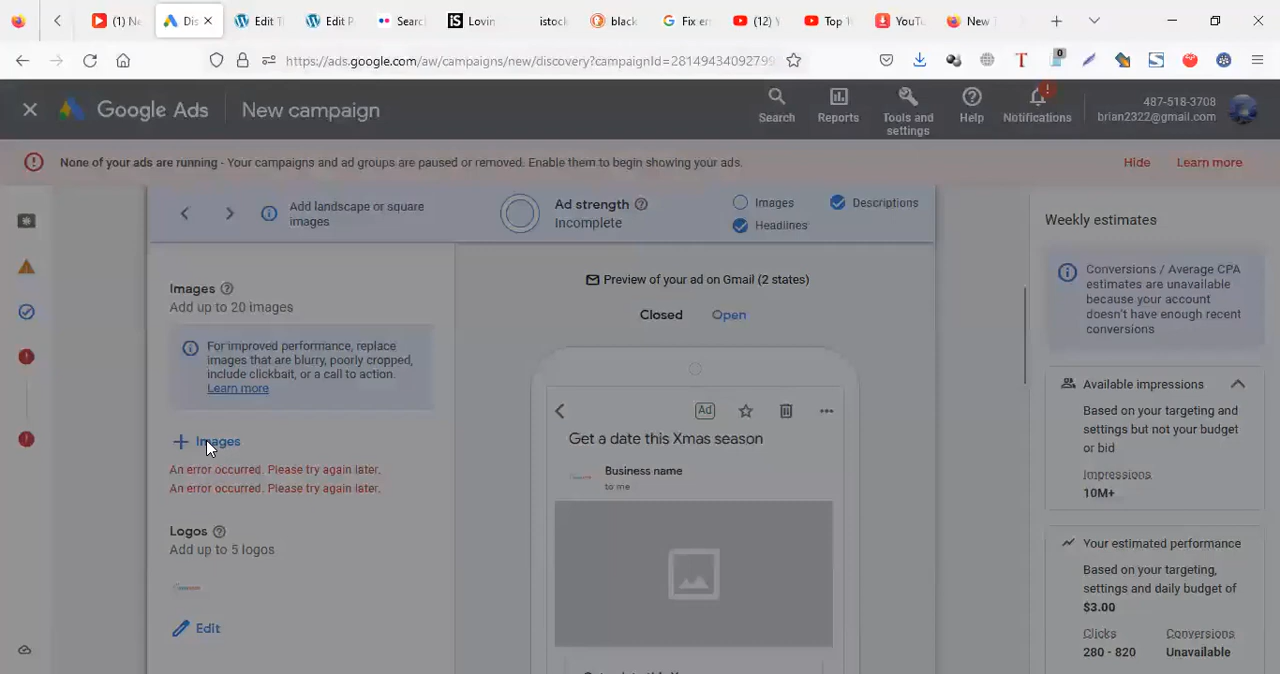 (1) Ne
Dis
Edit Ti
Edit P
Searc
iS
Lovin
istock
black
Fix er
(12) Y
Top 1
YouTu
New
https://ads.google.com/aw/campaigns/new/discovery?campaignId=281494340927799
0
T
S
Google Ads
New campaign
Search
Reports
Tools and
settings
Help
Notifications
!
487-518-3708
brian2322@gmail.com
None of your ads are running - Your campaigns and ad groups are paused or removed. Enable them to begin showing your ads.
Hide
Learn more
Add landscape or square
images
Ad strength
Incomplete
Images
Descriptions
Headlines
Images
Add up to 20 images
For improved performance, replace
images that are blurry, poorly cropped,
include clickbait, or a call to action.
Learn more
+ Images
An error occurred. Please try again later.
An error occurred. Please try again later.
Logos
Add up to 5 logos
Edit
Preview of your ad on Gmail (2 states)
Closed
Open
Ad
Get a date this Xmas season
Business name
to me
Weekly estimates
Conversions / Average CPA
estimates are unavailable
because your account
doesn't have enough recent
conversions
Available impressions
Based on your targeting and
settings but not your budget
or bid
Impressions
10M+
Your estimated performance
Based on your targeting,
settings and daily budget of
$3.00
Clicks
Conversions
280 - 820
Unavailable